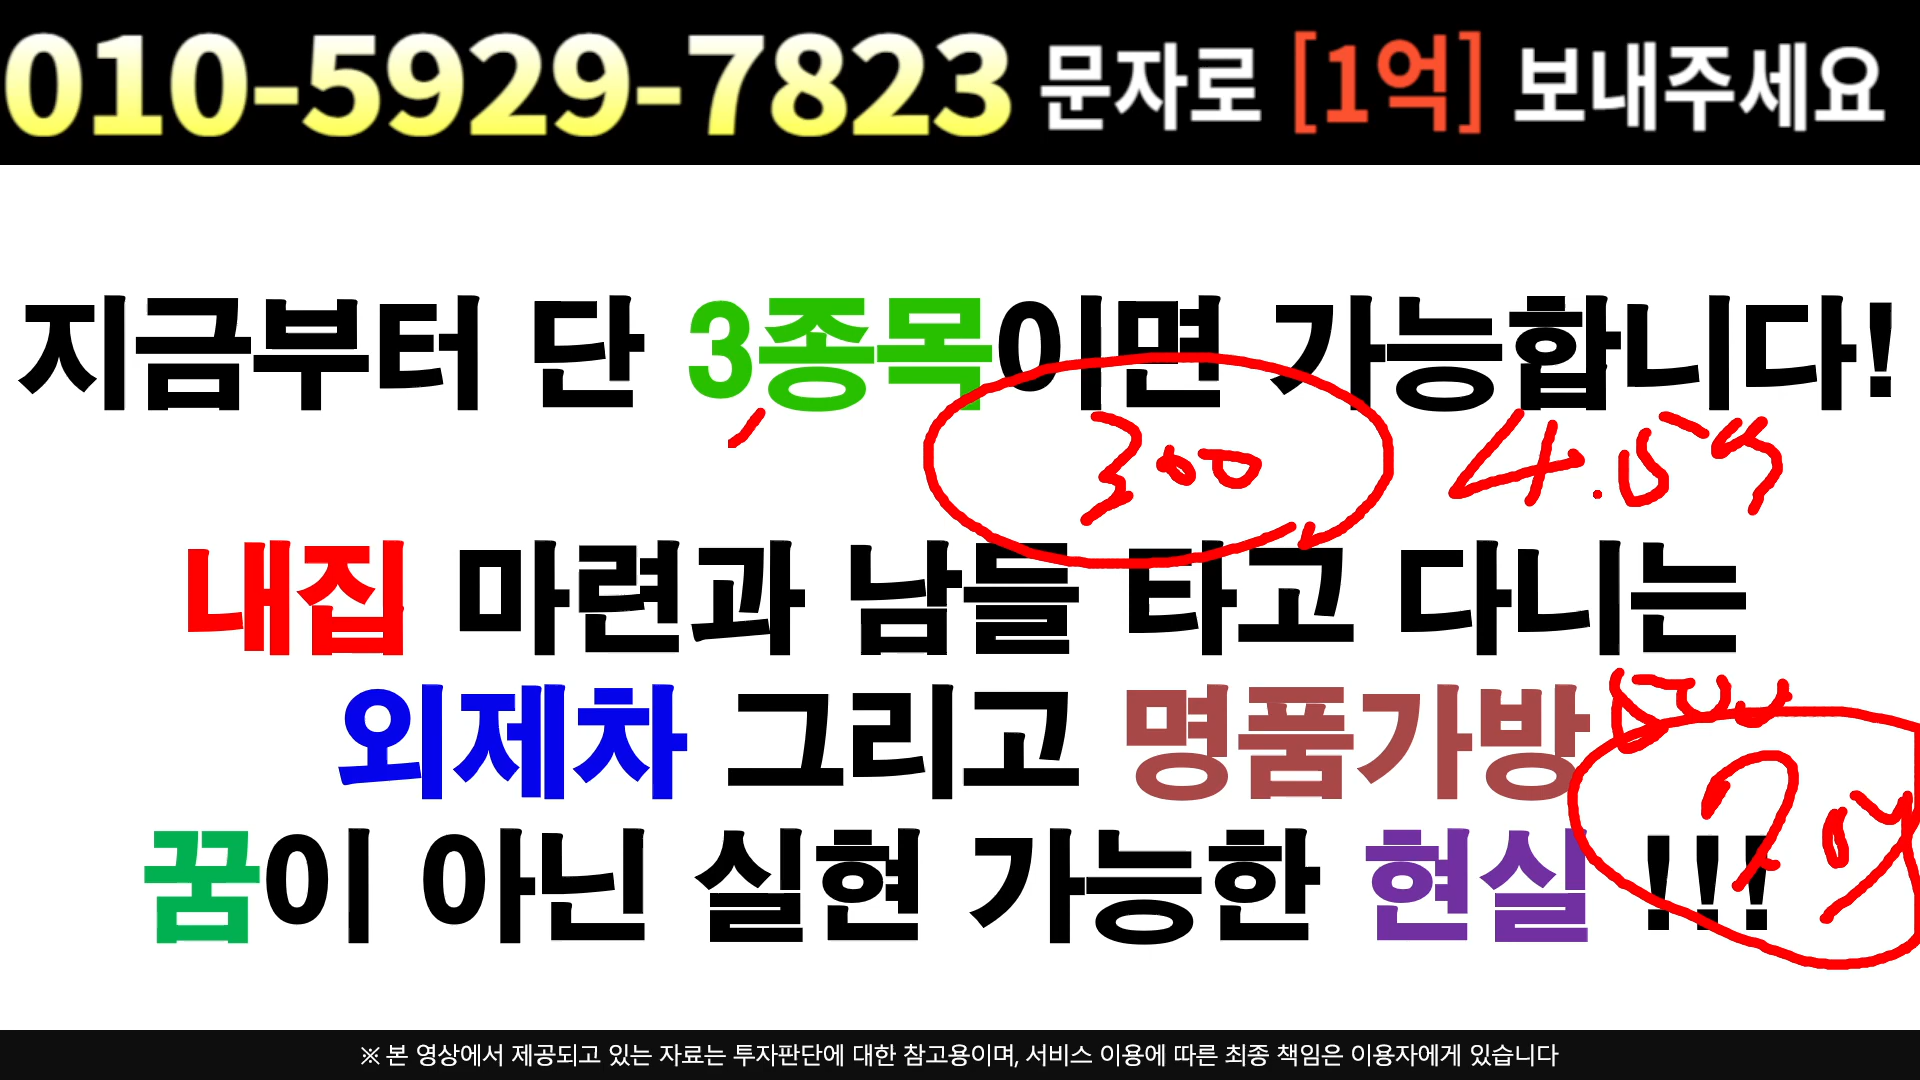 010-5929-7823 문자로 [1억] 보내주세요
지금부터 단 3종목이면 가능합니다!
300 4.5억
내집 마련과 남들 타고 다니는
외제차 그리고 명품가방
500
꿈이 아닌 실현 가능한 현실 !!!
※ 본 영상에서 제공되고 있는 자료는 투자판단에 대한 참고용이며, 서비스 이용에 따른 최종 책임은 이용자에게 있습니다